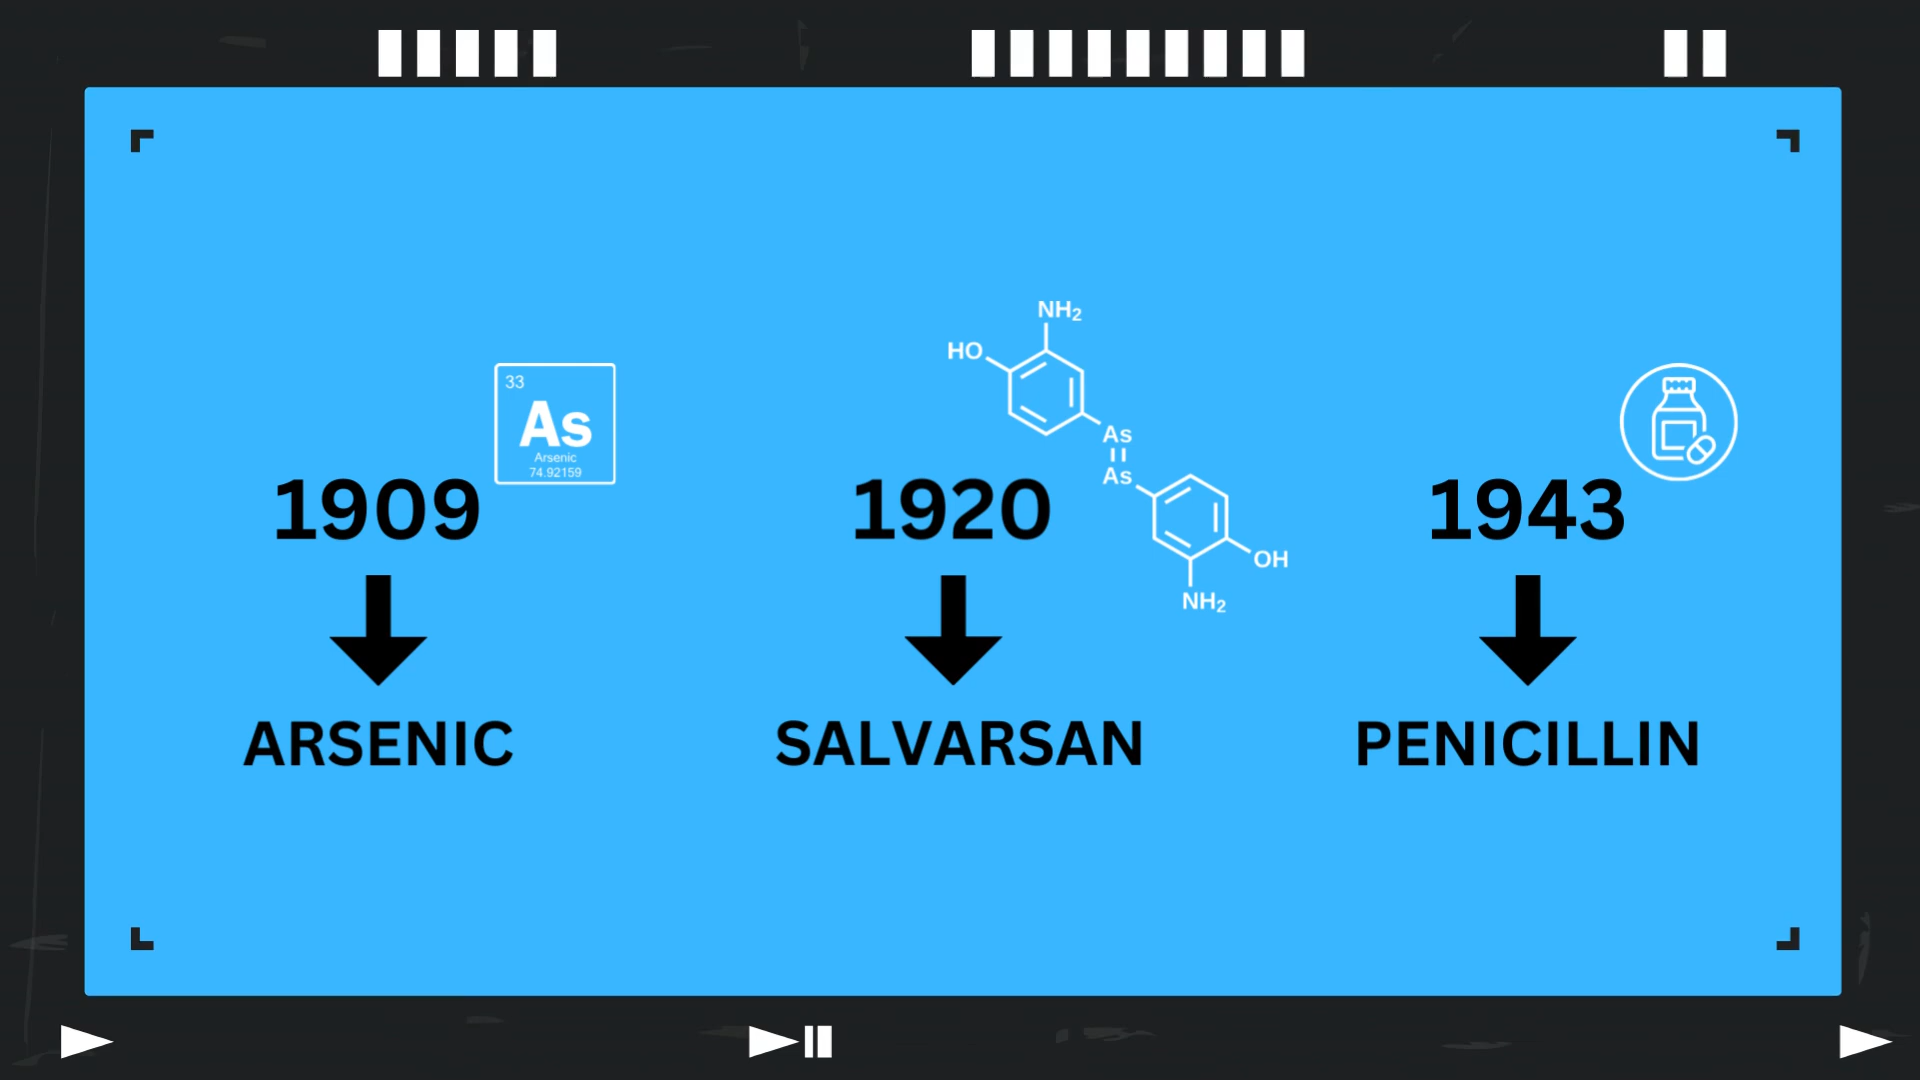 33
As
Arsenic
74.92159
1909
ARSENIC
NH₂
HO
As
As
OH
NH₂
1920
SALVARSAN
1943
PENICILLIN